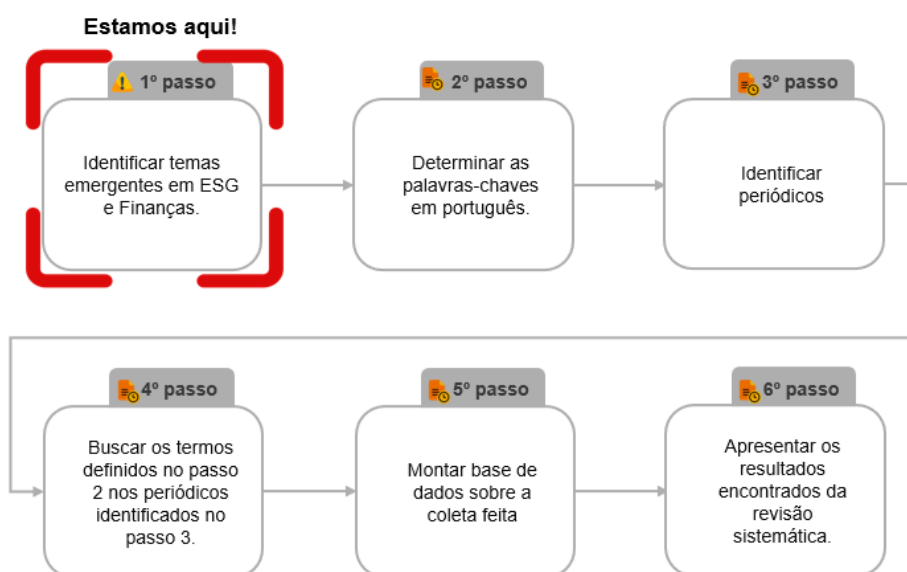 Estamos aqui!
1º passo
Identificar temas
emergentes em ESG
e Finanças.
2º passo
Determinar as
palavras-chaves
em português.
3º passo
Identificar
periódicos
4º passo
Buscar os termos
definidos no passo
2 nos periódicos
identificados no
passo 3.
5º passo
Montar base de
dados sobre a
coleta feita
6º passo
Apresentar os
resultados
encontrados da
revisão
sistemática.